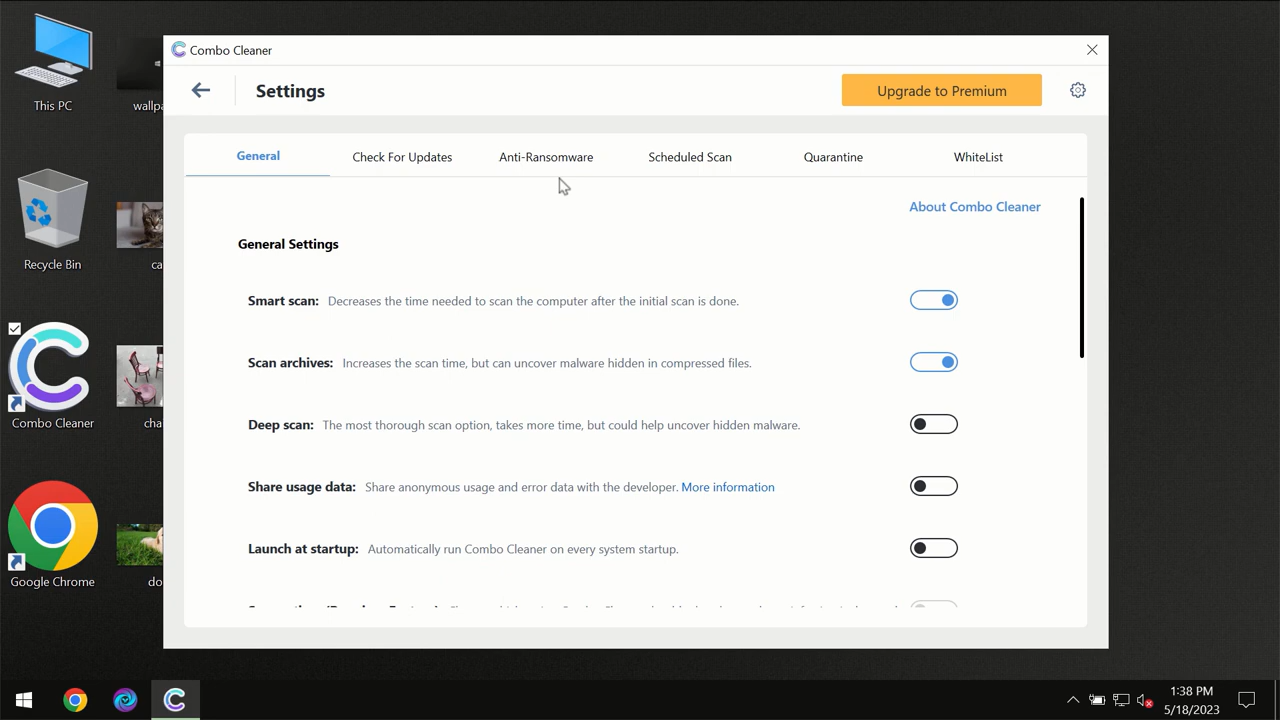 This PC
wallpa
Recycle Bin
ca
Combo Cleaner
cha
Google Chrome
do
Combo Cleaner
Settings
Upgrade to Premium
General
Check For Updates
Anti-Ransomware
Scheduled Scan
Quarantine
WhiteList
About Combo Cleaner
General Settings
Smart scan: Decreases the time needed to scan the computer after the initial scan is done.
Scan archives: Increases the scan time, but can uncover malware hidden in compressed files.
Deep scan: The most thorough scan option, takes more time, but could help uncover hidden malware.
Share usage data: Share anonymous usage and error data with the developer. More information
Launch at startup: Automatically run Combo Cleaner on every system startup.
1:38 PM
5/18/2023